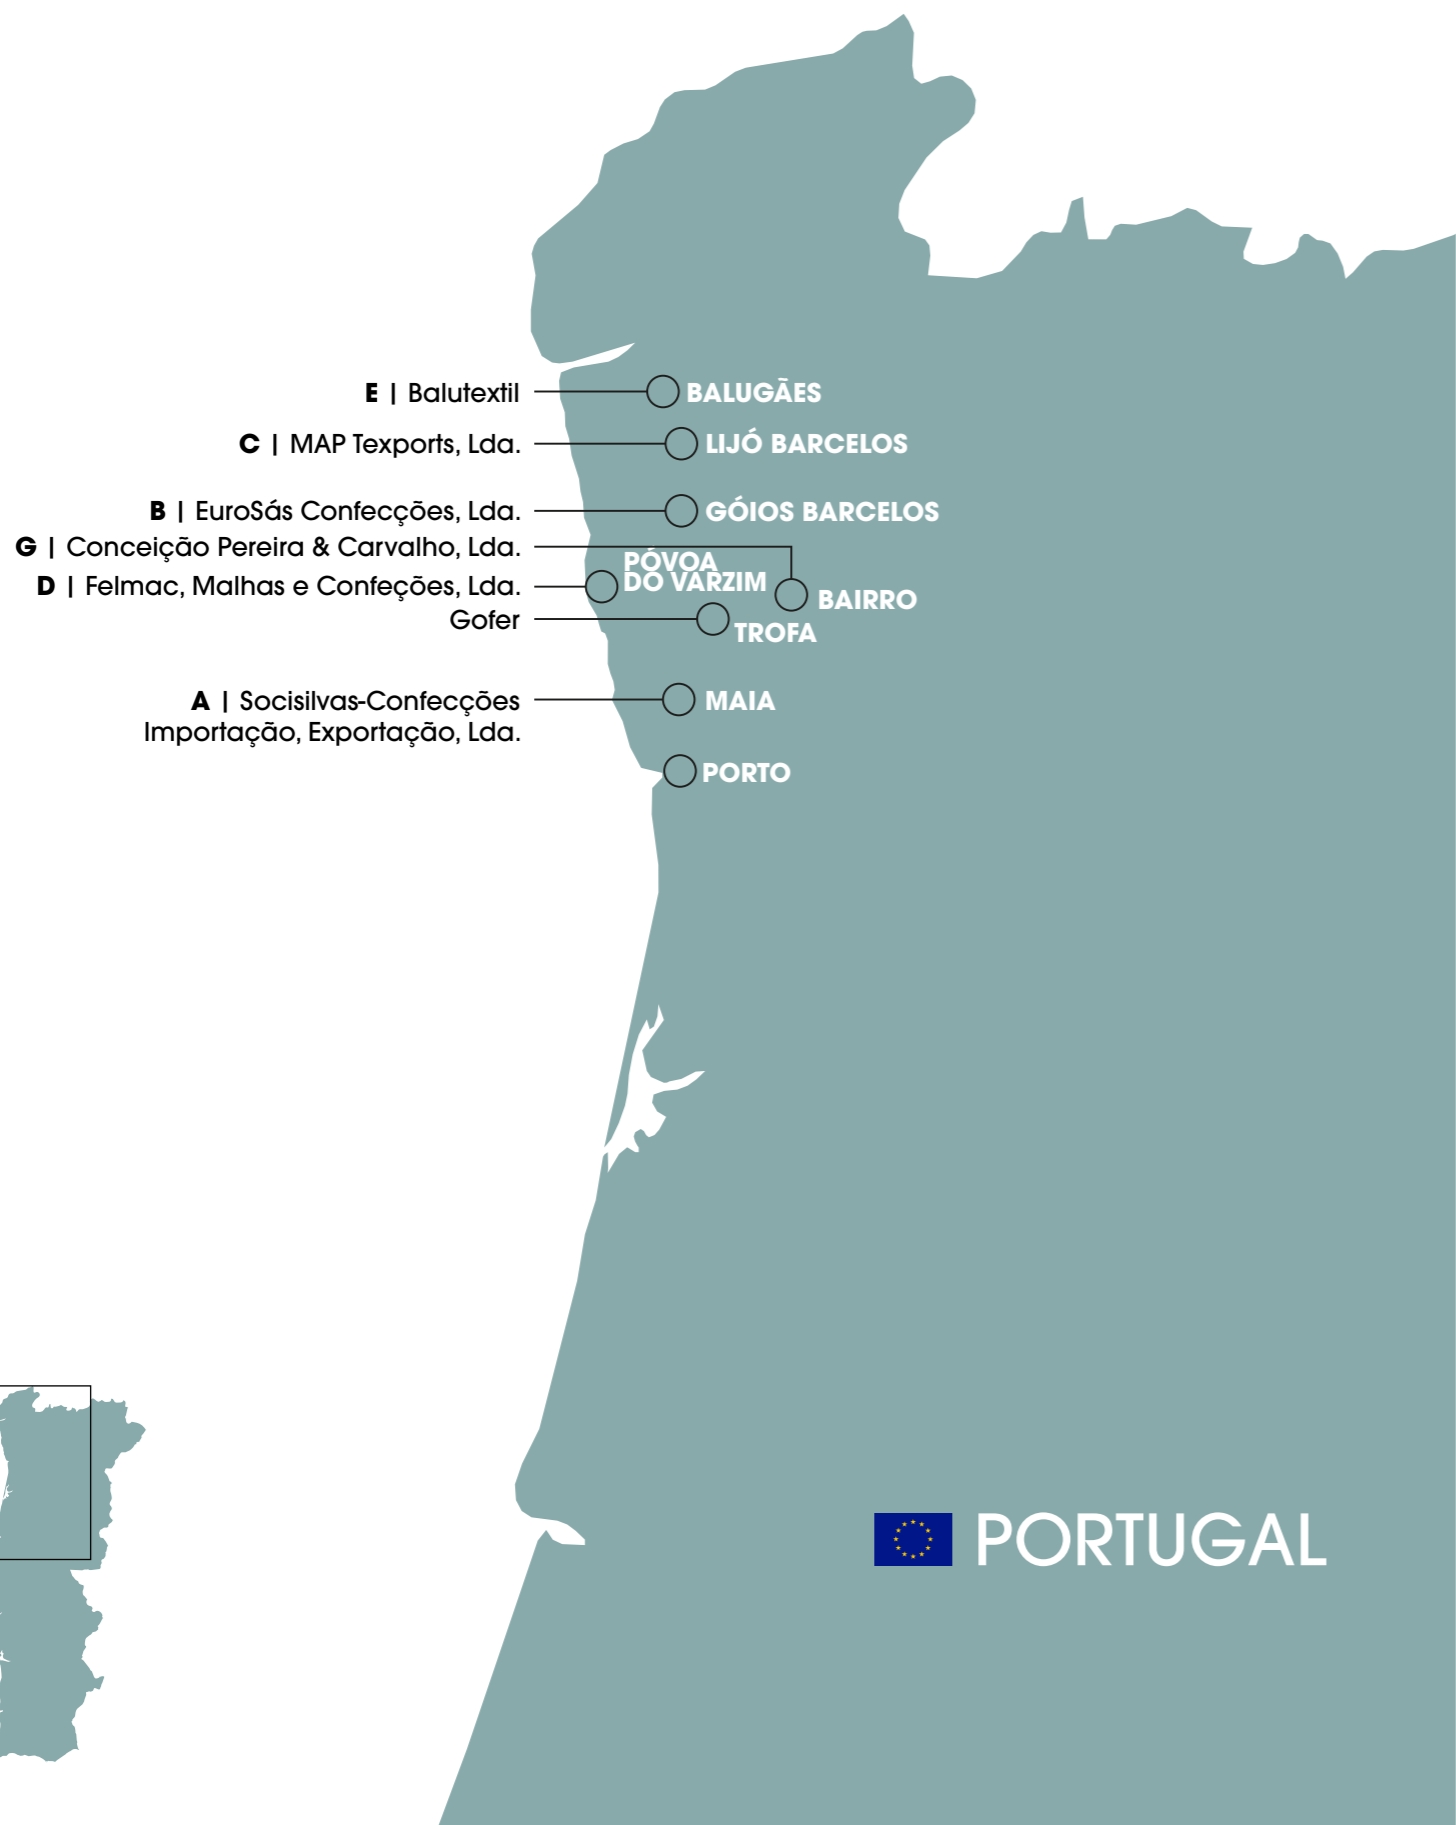 E | Balutextil
BALUGÃES
C | MAP Texports, Lda.
LIJÓ BARCELOS
B | EuroSás Confecções, Lda.
GÓIOS BARCELOS
G | Conceição Pereira & Carvalho, Lda.
PÓVOA
DO VARZIM
D | Felmac, Malhas e Confeções, Lda.
BAIRRO
Gofer
TROFA
A | Socisilvas-Confecções
Importação, Exportação, Lda.
MAIA
PORTO
PORTUGAL